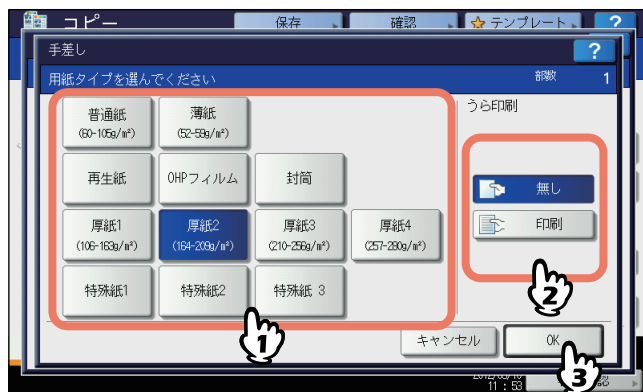 コピー
保存
確認
テンプレート
?
手差し
?
用紙タイプを選んでください
部数 1
普通紙
(60-105g/m²)
薄紙
(52-59g/m²)
うら印刷
再生紙
OHPフィルム
封筒
無し
印刷
厚紙1
(106-163g/m²)
厚紙2
(164-209g/m²)
厚紙3
(210-256g/m²)
厚紙4
(257-280g/m²)
特殊紙1
特殊紙2
特殊紙 3
1
2
キャンセル
OK
3
11:53